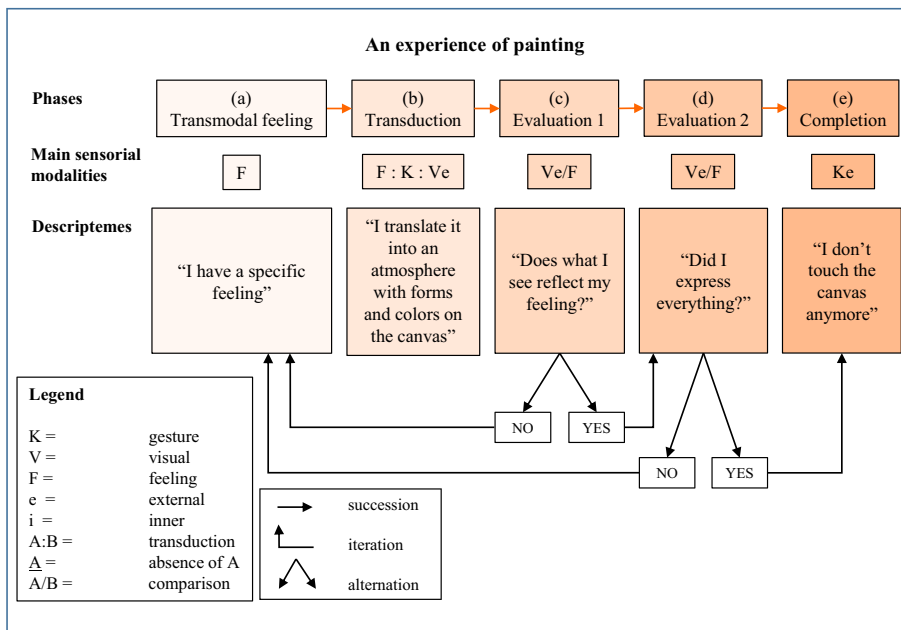 An experience of painting
Phases
(a)
Transmodal feeling
(b)
Transduction
(c)
Evaluation 1
(d)
Evaluation 2
(e)
Completion
Main sensorial
modalities
F
F : K : Ve
Ve/F
Ve/F
Ke
Descriptemes
“I have a specific
feeling”
“I translate it
into an
atmosphere
with forms
and colors on
the canvas”
“Does what I
see reflect my
feeling?”
“Did I
express
everything?”
“I don’t
touch the
canvas
anymore”
NO
YES
NO
YES
Legend
K = gesture
V = visual
F = feeling
e = external
i = inner
A:B = transduction
A = absence of A
A/B = comparison
succession
iteration
alternation